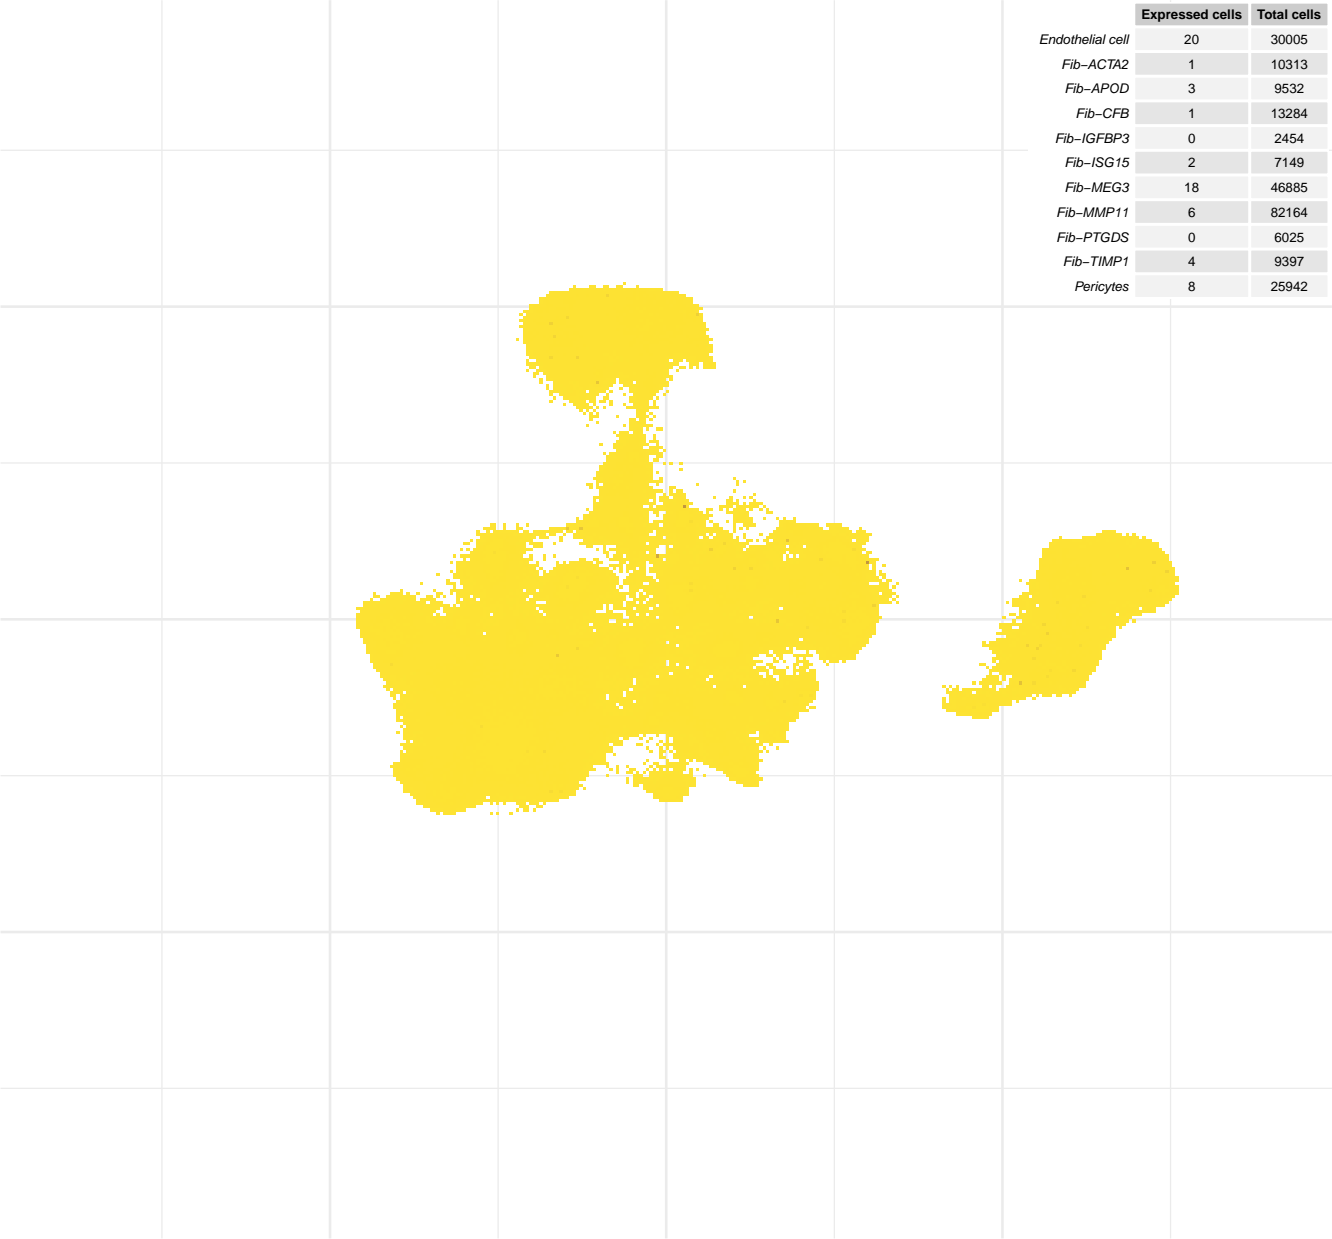 Expressed cells Total cells
Endothelial cell 20 30005
Fib−ACTA2 1 10313
Fib−APOD 3 9532
Fib−CFB 1 13284
Fib−IGFBP3 0 2454
Fib−ISG15 2 7149
Fib−MEG3 18 46885
Fib−MMP11 6 82164
Fib−PTGDS 0 6025
Fib−TIMP1 4 9397
Pericytes 8 25942